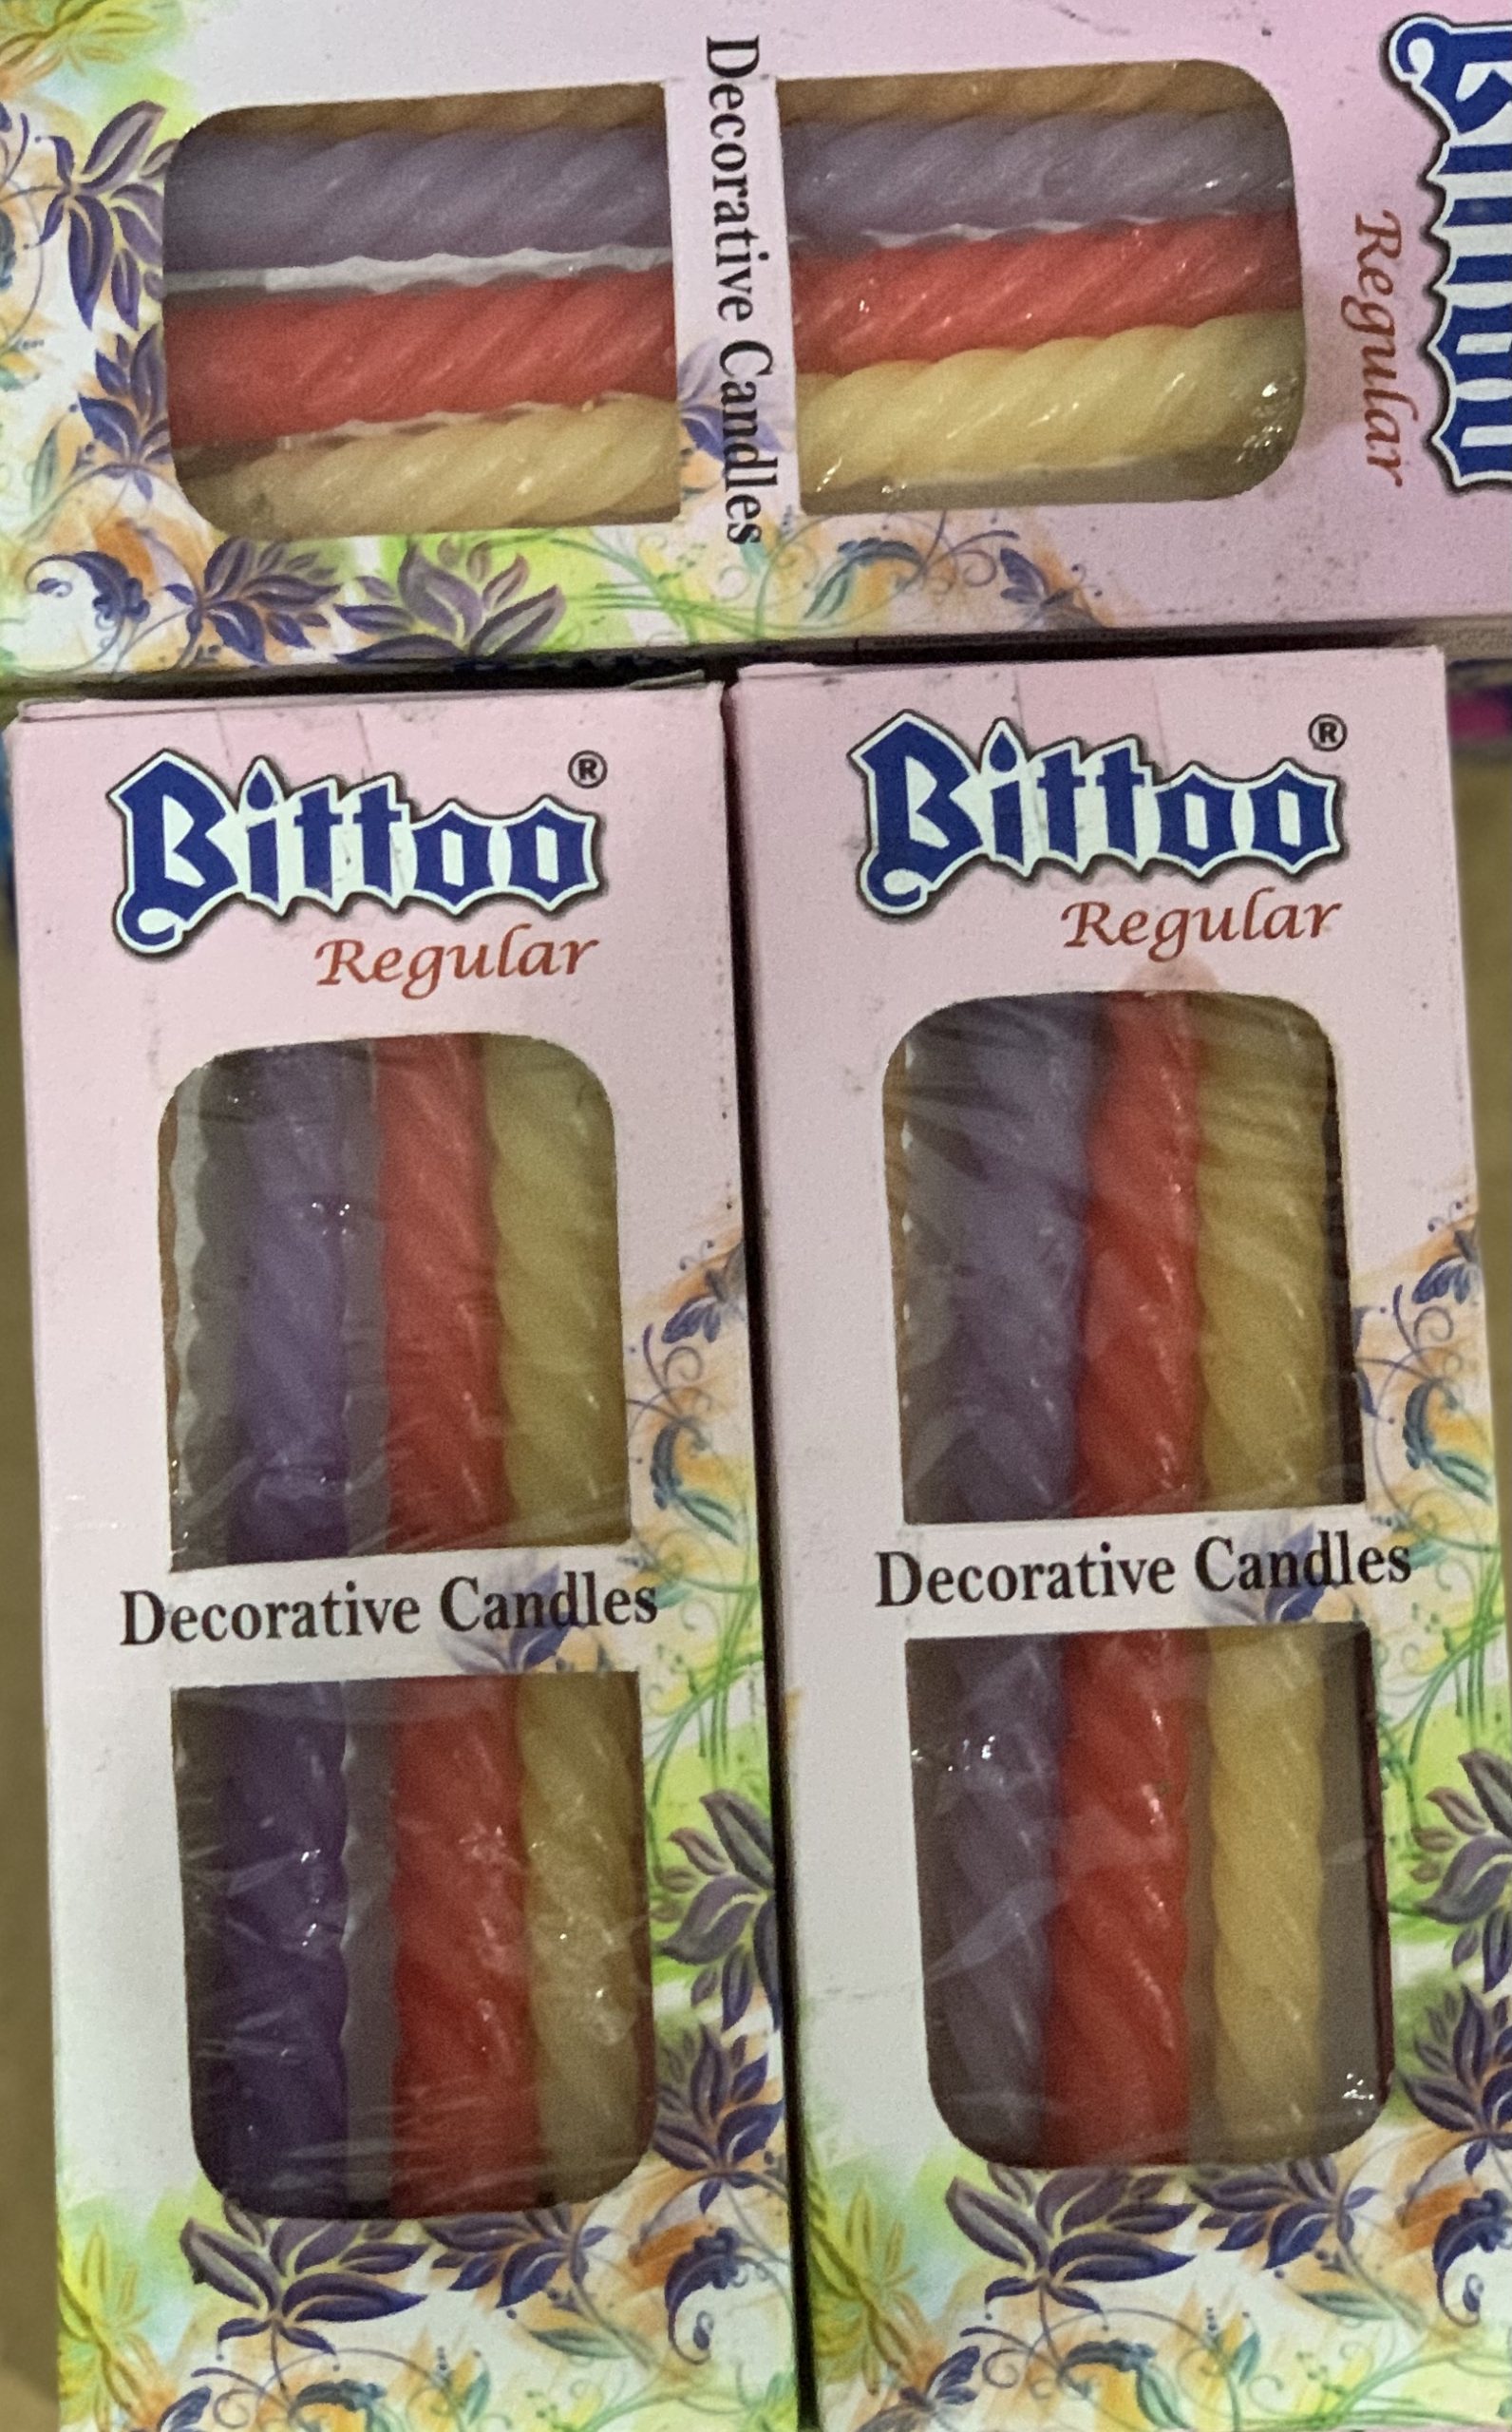 Decorative Candles
Regular
Bittoo®
Regular
Decorative Candles
Bittoo®
Regular
Decorative Candles